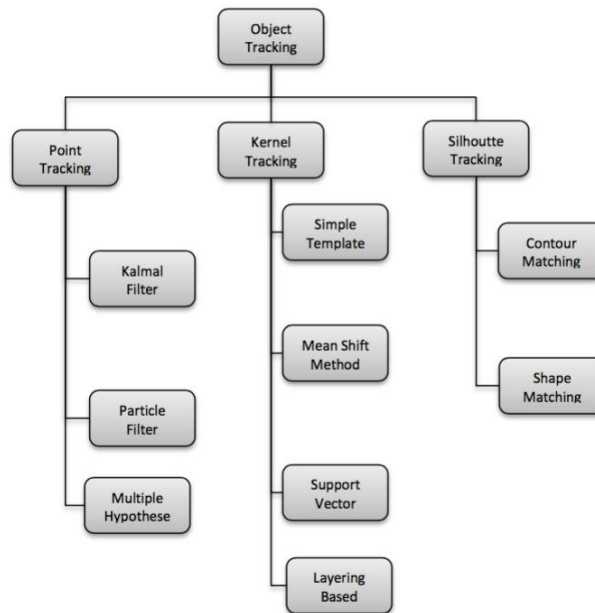 Object
Tracking
Point
Tracking
Kernel
Tracking
Silhoutte
Tracking
Simple
Template
Contour
Matching
Kalmal
Filter
Mean Shift
Method
Shape
Matching
Particle
Filter
Support
Vector
Multiple
Hypothese
Layering
Based